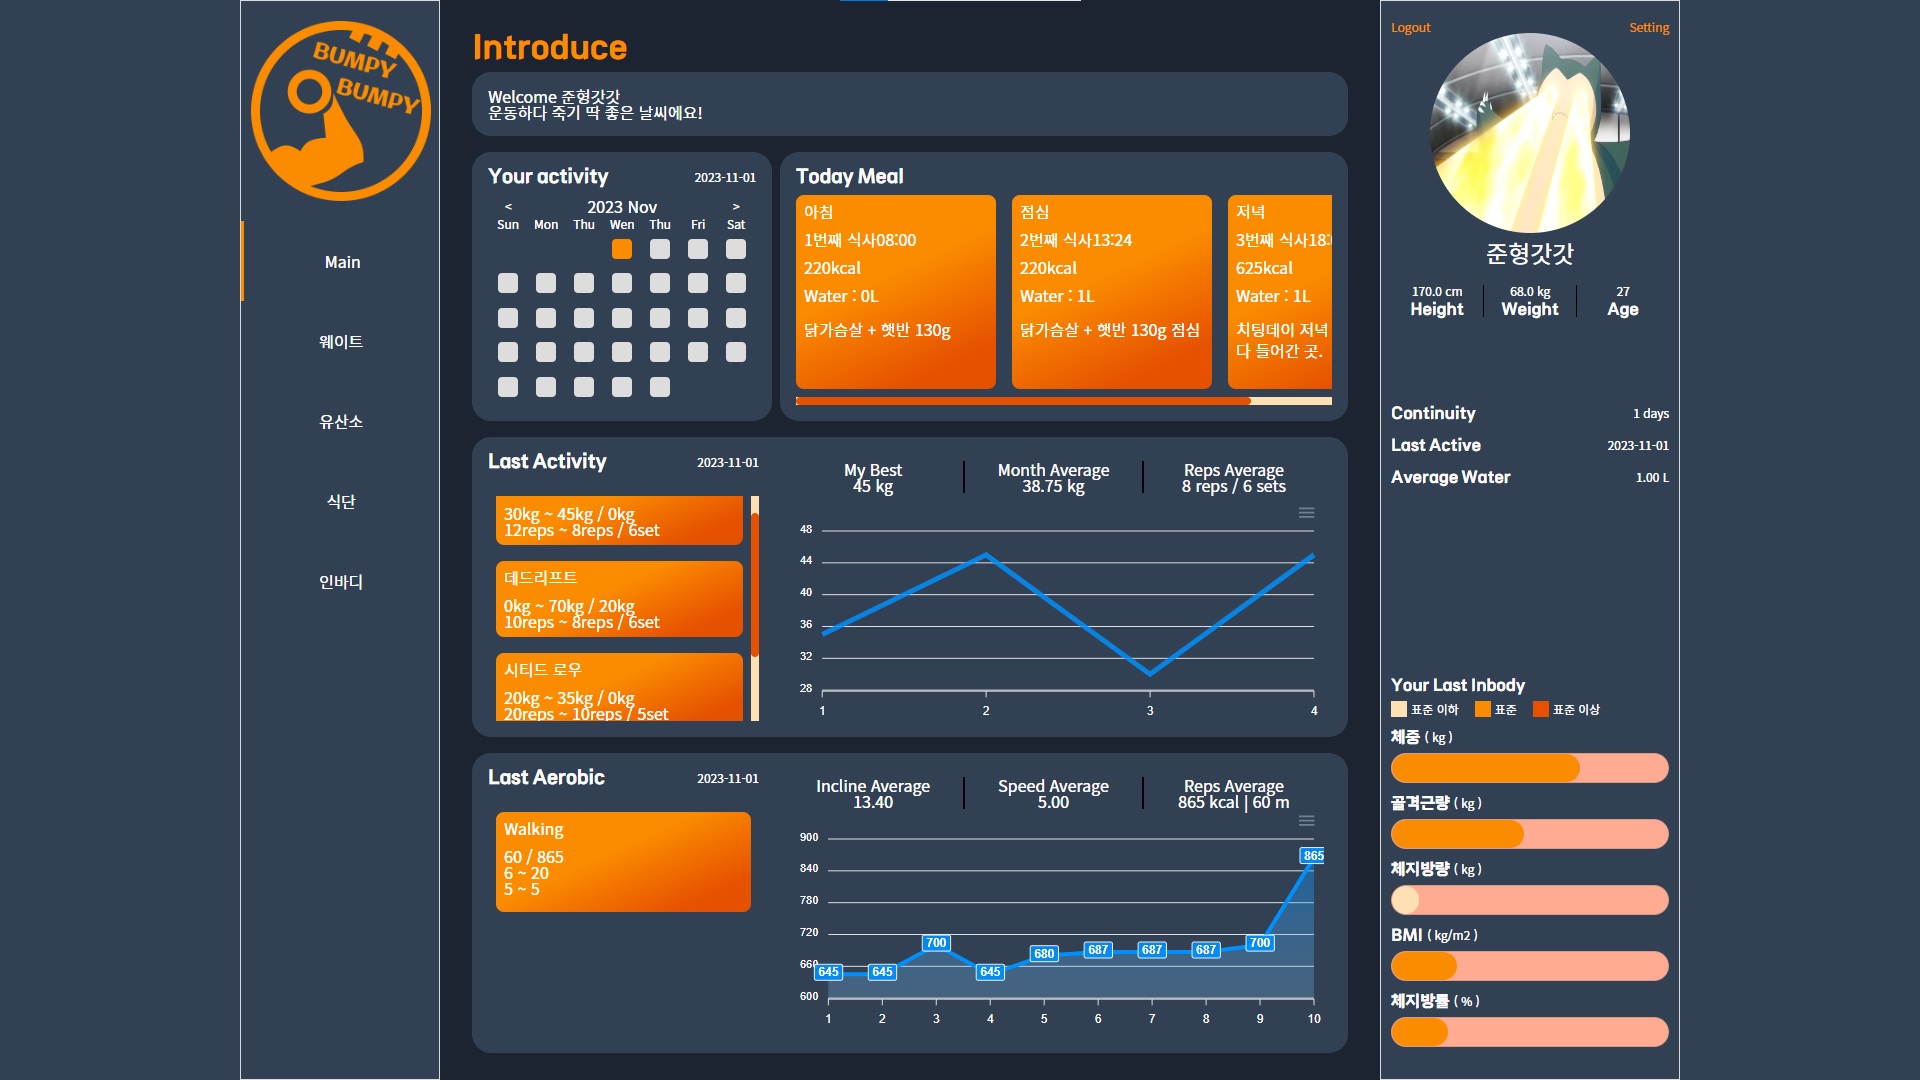 BUMPY
BUMPY
Main
웨이트
유산소
식단
인바디
Introduce
Welcome 준형갓갓
운동하다 죽기 딱 좋은 날씨에요!
Your activity
2023-11-01
< 2023 Nov >
Sun Mon Thu Wen Thu Fri Sat
Today Meal
아침
1번째 식사08:00
220kcal
Water : 0L
닭가슴살 + 햇반 130g
점심
2번째 식사13:24
220kcal
Water : 1L
닭가슴살 + 햇반 130g 점심
저녁
3번째 식사18:
625kcal
Water : 1L
치팅데이 저녁
다 들어간 곳.
Last Activity
2023-11-01
30kg ~ 45kg / 0kg
12reps ~ 8reps / 6set
데드리프트
0kg ~ 70kg / 20kg
10reps ~ 8reps / 6set
시티드 로우
20kg ~ 35kg / 0kg
20reps ~ 10reps / 5set
My Best
45 kg
Month Average
38.75 kg
Reps Average
8 reps / 6 sets
48
44
40
36
32
28
1 2 3 4
Last Aerobic
2023-11-01
Walking
60 / 865
6 ~ 20
5 ~ 5
Incline Average
13.40
Speed Average
5.00
Reps Average
865 kcal | 60 m
900
840
780
720
660
600
645 645 700 645 680 687 687 687 700 865
1 2 3 4 5 6 7 8 9 10
Logout
Setting
준형갓갓
170.0 cm
Height
68.0 kg
Weight
27
Age
Continuity 1 days
Last Active 2023-11-01
Average Water 1.00 L
Your Last Inbody
표준 이하 표준 표준 이상
체중 ( kg )
골격근량 ( kg )
체지방량 ( kg )
BMI ( kg/m2 )
체지방률 ( % )